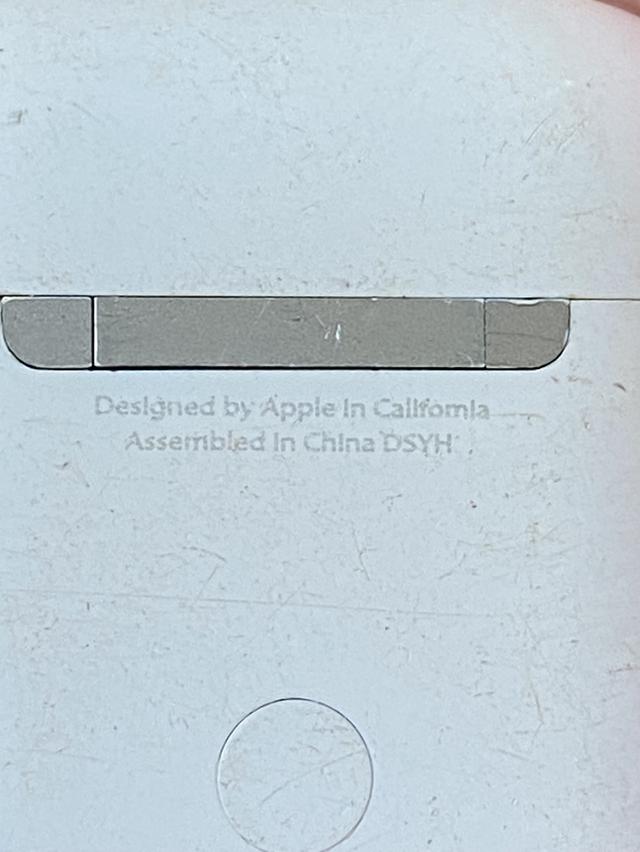 Designed by Apple in California
Assembled in China DSYH